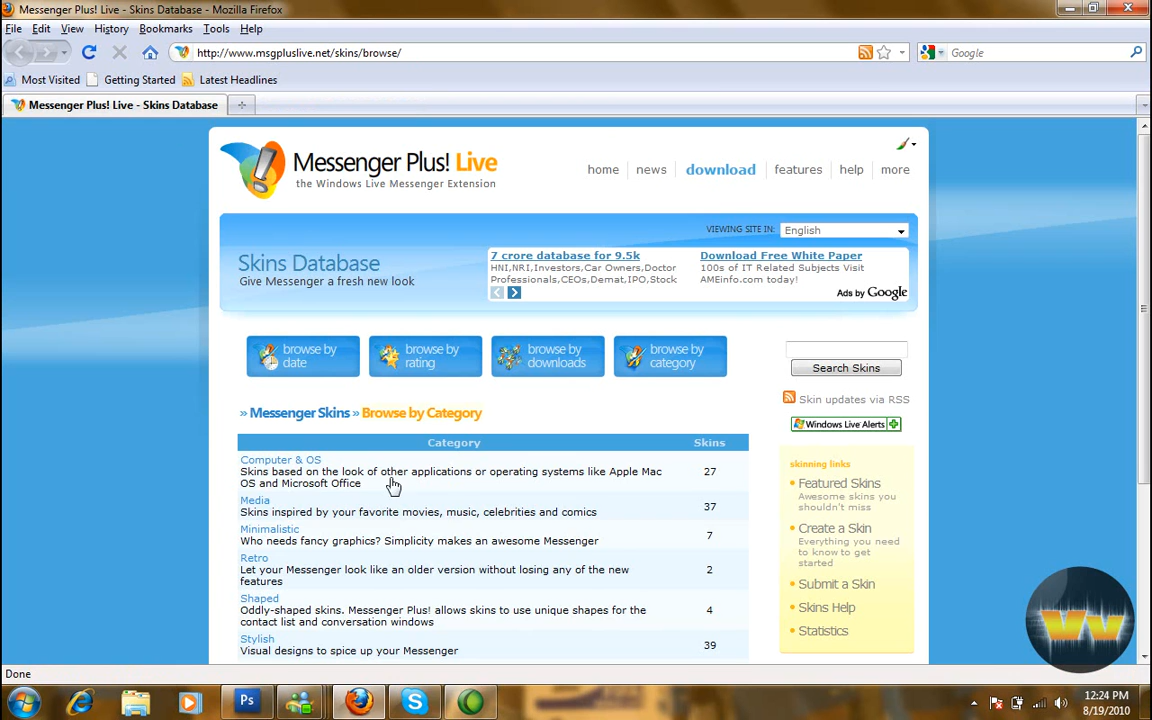 Messenger Plus! Live - Skins Database - Mozilla Firefox
File Edit View History Bookmarks Tools Help
http://www.msgpluslive.net/skins/browse/
Google
Most Visited Getting Started Latest Headlines
Messenger Plus! Live - Skins Database
Messenger Plus! Live
the Windows Live Messenger Extension
home news download features help more
VIEWING SITE IN: English
Skins Database
Give Messenger a fresh new look
7 crore database for 9.5k
HNI,NRI,Investors,Car Owners,Doctor
Professionals,CEOs,Demat,IPO,Stock
Download Free White Paper
100s of IT Related Subjects Visit
AMEinfo.com today!
Ads by Google
browse by
date
browse by
rating
browse by
downloads
browse by
category
Search Skins
Skin updates via RSS
Windows Live Alerts
» Messenger Skins » Browse by Category
Category Skins
Computer & OS
Skins based on the look of other applications or operating systems like Apple Mac
OS and Microsoft Office
27
Media
Skins inspired by your favorite movies, music, celebrities and comics
37
Minimalistic
Who needs fancy graphics? Simplicity makes an awesome Messenger
7
Retro
Let your Messenger look like an older version without losing any of the new
features
2
Shaped
Oddly-shaped skins. Messenger Plus! allows skins to use unique shapes for the
contact list and conversation windows
4
Stylish
Visual designs to spice up your Messenger
39
skinning links
Featured Skins
Awesome skins you
shouldn't miss
Create a Skin
Everything you need
to know to get
started
Submit a Skin
Skins Help
Statistics
VV
Done
Ps
12:24 PM
8/19/2010